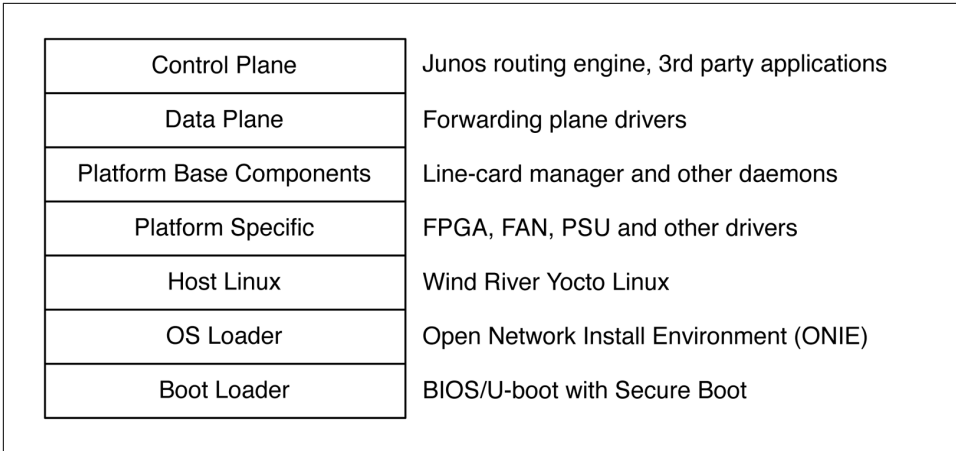 Control Plane Junos routing engine, 3rd party applications
Data Plane Forwarding plane drivers
Platform Base Components Line-card manager and other daemons
Platform Specific FPGA, FAN, PSU and other drivers
Host Linux Wind River Yocto Linux
OS Loader Open Network Install Environment (ONIE)
Boot Loader BIOS/U-boot with Secure Boot